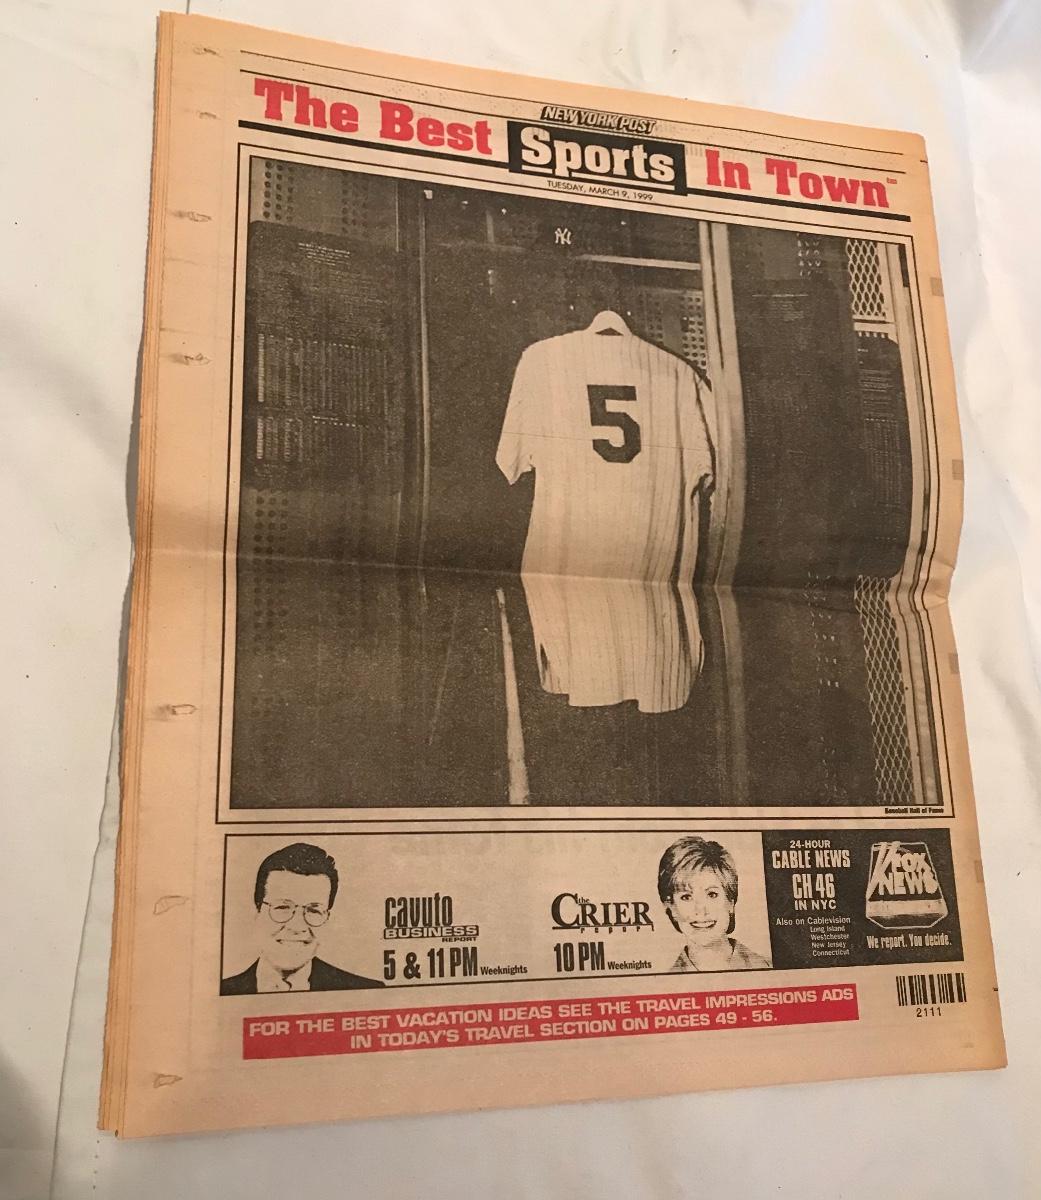 NEW YORK POST
The Best Sports In Town™
TUESDAY, MARCH 9, 1999
NY
5
Baseball Hall of Fame
cavuto
BUSINESS
REPORT
5 & 11 PM Weeknights
the
CRIER
report
10 PM Weeknights
24-HOUR
CABLE NEWS
CH 46
IN NYC
Also on Cablevision
Long Island
Westchester
New Jersey
Connecticut
FOX
NEWS
We report. You decide.
FOR THE BEST VACATION IDEAS SEE THE TRAVEL IMPRESSIONS ADS
IN TODAY'S TRAVEL SECTION ON PAGES 49 - 56.
2111